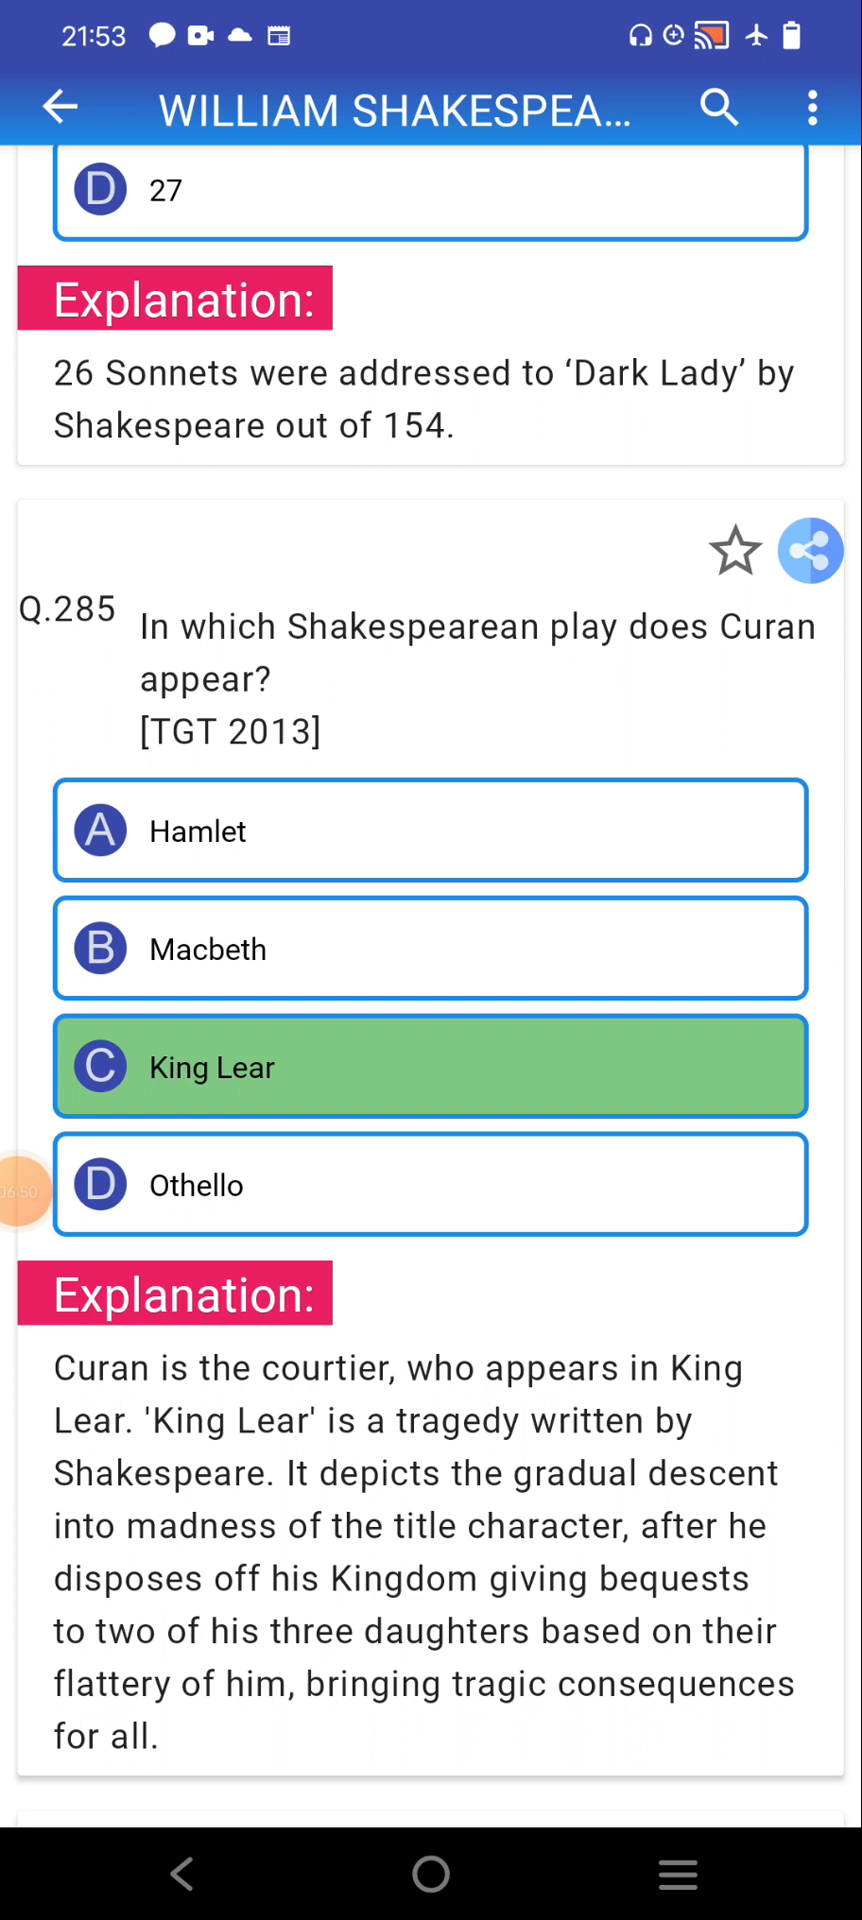 21:53
WILLIAM SHAKESPEA...
D 27
Explanation:
26 Sonnets were addressed to ‘Dark Lady’ by
Shakespeare out of 154.
Q.285
In which Shakespearean play does Curan
appear?
[TGT 2013]
A Hamlet
B Macbeth
C King Lear
D Othello
06:50
Explanation:
Curan is the courtier, who appears in King
Lear. 'King Lear' is a tragedy written by
Shakespeare. It depicts the gradual descent
into madness of the title character, after he
disposes off his Kingdom giving bequests
to two of his three daughters based on their
flattery of him, bringing tragic consequences
for all.